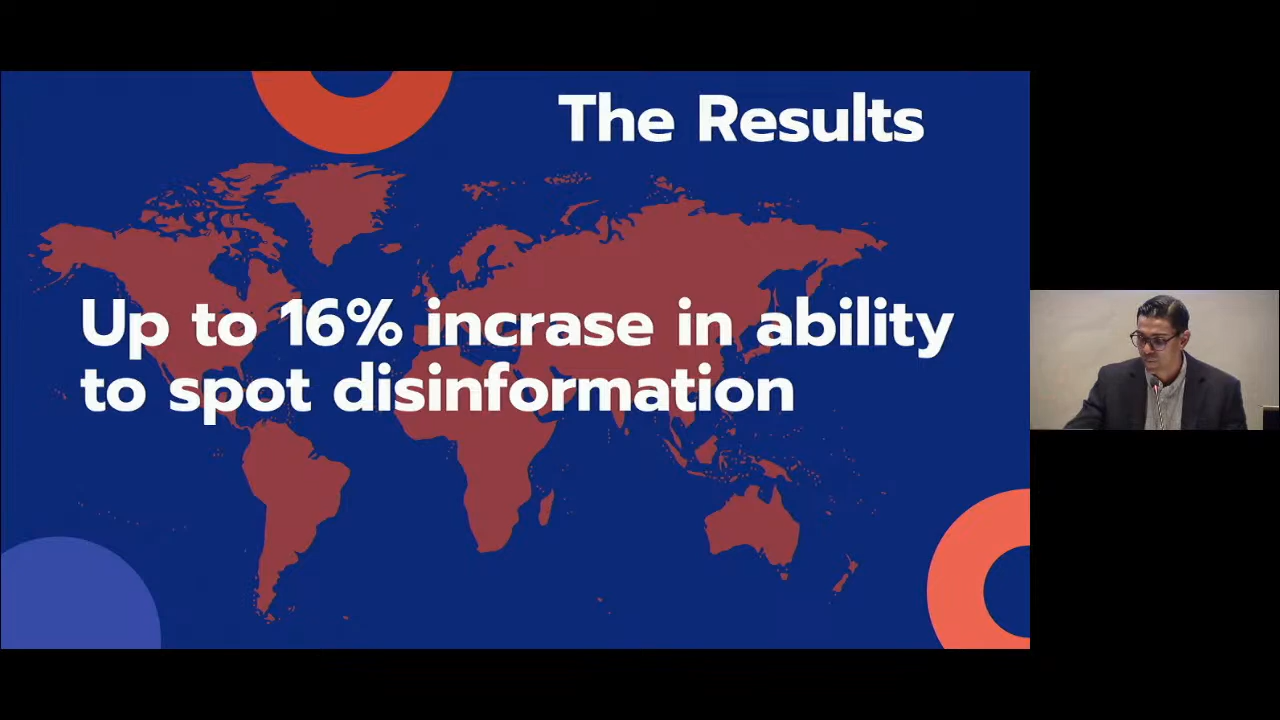 The Results
Up to 16% incrase in ability
to spot disinformation